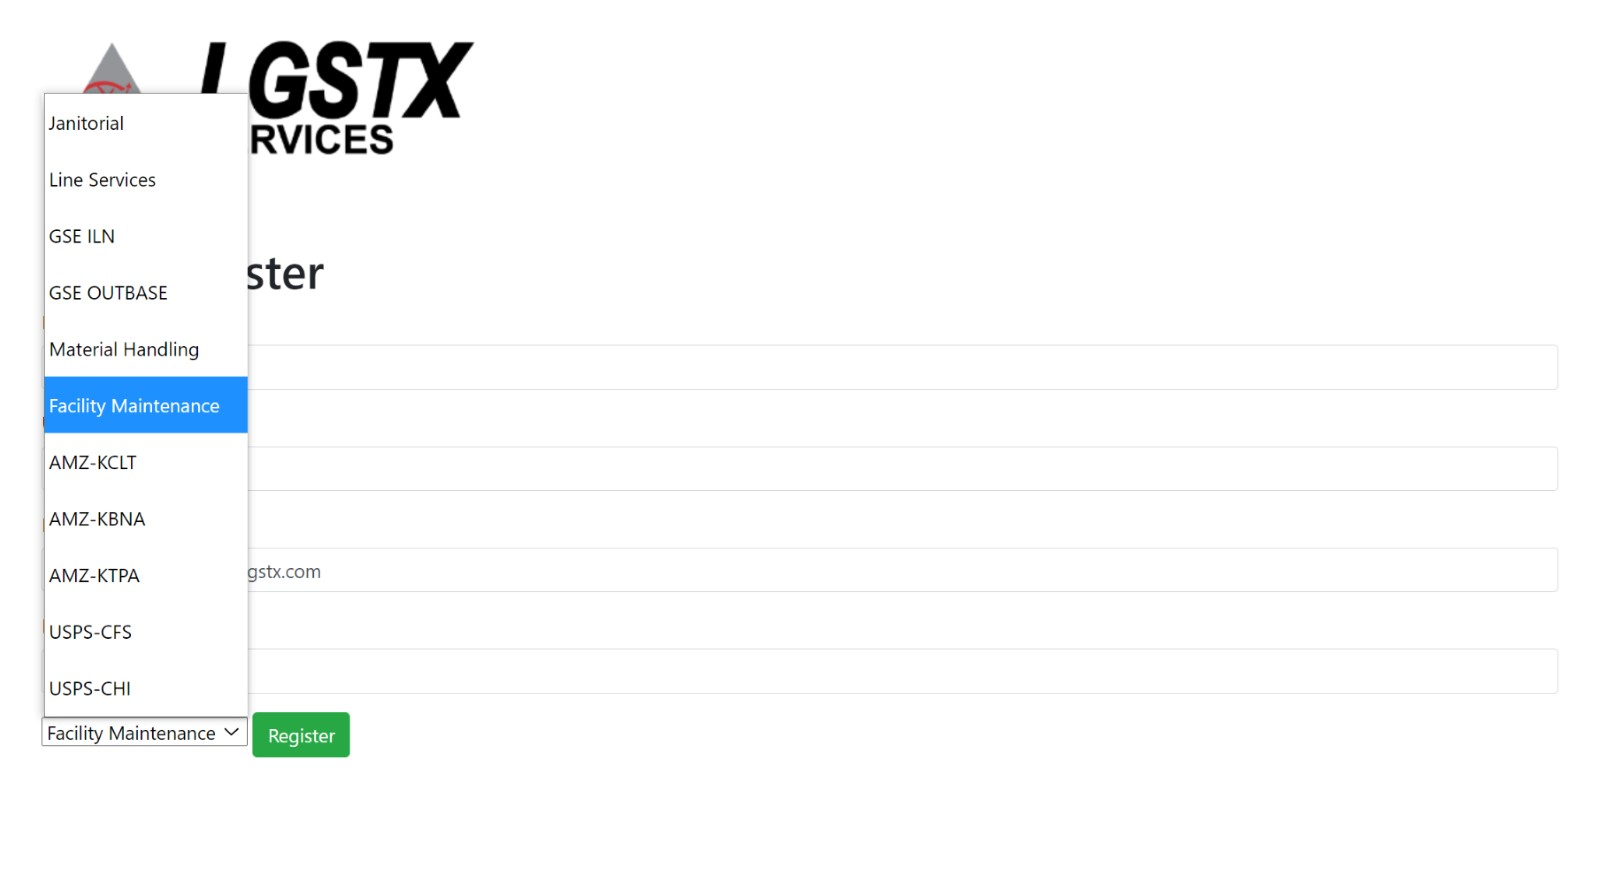 LGSTX
RVICES
Janitorial
Line Services
GSE ILN
GSE OUTBASE
ster
Material Handling
Facility Maintenance
AMZ-KCLT
AMZ-KBNA
AMZ-KTPA
gstx.com
USPS-CFS
USPS-CHI
Facility Maintenance
Register